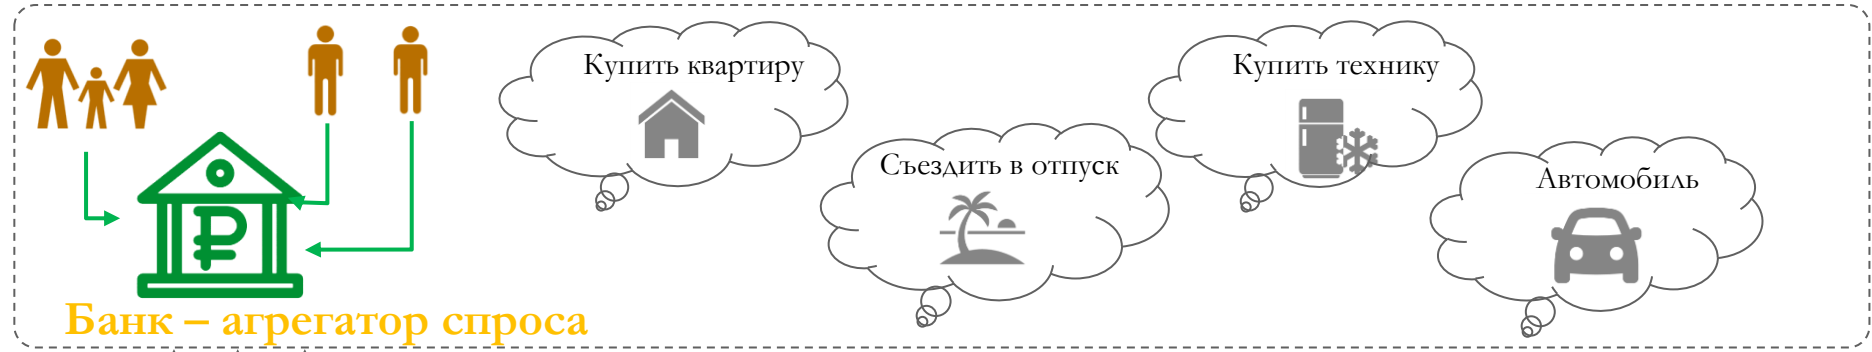 Купить квартиру
Купить технику
Съездить в отпуск
Автомобиль
Банк – агрегатор спроса